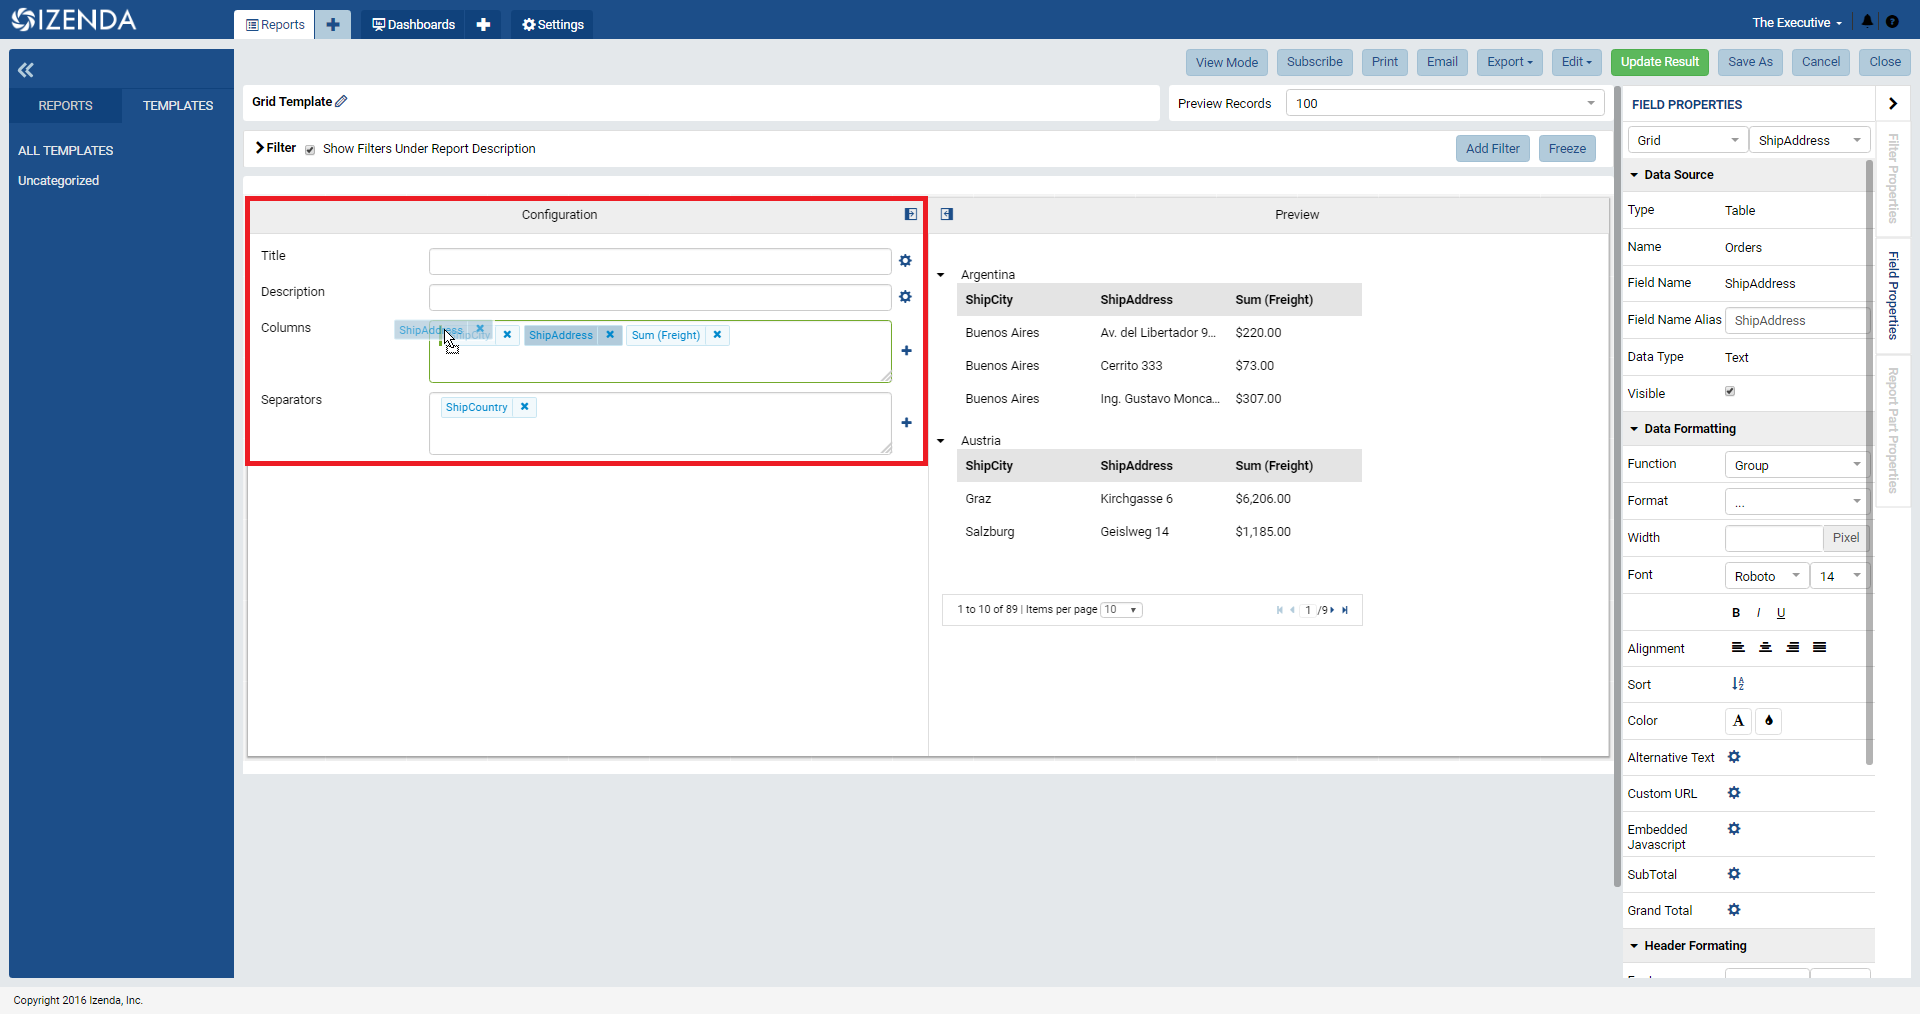 IZENDA
Reports
Dashboards
Settings
The Executive
View Mode
Subscribe
Print
Email
Export
Edit
Update Result
Save As
Cancel
Close
REPORTS
TEMPLATES
ALL TEMPLATES
Uncategorized
Grid Template
Preview Records
100
Filter
Show Filters Under Report Description
Add Filter
Freeze
Configuration
Title
Description
Columns
ShipAddress
ShipAddress
Sum (Freight)
Separators
ShipCountry
Preview
Argentina
ShipCity ShipAddress Sum (Freight)
Buenos Aires Av. del Libertador 9... $220.00
Buenos Aires Cerrito 333 $73.00
Buenos Aires Ing. Gustavo Monca... $307.00
Austria
ShipCity ShipAddress Sum (Freight)
Graz Kirchgasse 6 $6,206.00
Salzburg Geislweg 14 $1,185.00
1 to 10 of 89 | Items per page 10
1 /9
FIELD PROPERTIES
Grid
ShipAddress
Data Source
Type Table
Name Orders
Field Name ShipAddress
Field Name Alias ShipAddress
Data Type Text
Visible
Data Formatting
Function Group
Format ...
Width Pixel
Font Roboto 14
B I U
Alignment
Sort
Color A
Alternative Text
Custom URL
Embedded
Javascript
SubTotal
Grand Total
Header Formating
Filter Properties
Field Properties
Report Part Properties
Copyright 2016 Izenda, Inc.